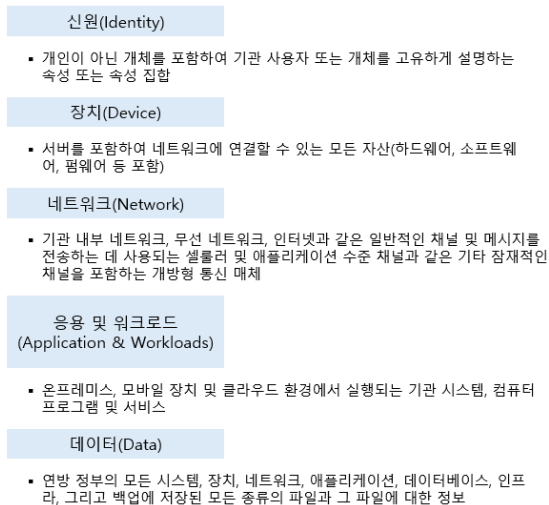 신원(Identity)
▪ 개인이 아닌 개체를 포함하여 기관 사용자 또는 개체를 고유하게 설명하는
속성 또는 속성 집합
장치(Device)
▪ 서버를 포함하여 네트워크에 연결할 수 있는 모든 자산(하드웨어, 소프트웨
어, 펌웨어 등 포함)
네트워크(Network)
▪ 기관 내부 네트워크, 무선 네트워크, 인터넷과 같은 일반적인 채널 및 메시지를
전송하는 데 사용되는 셀룰러 및 애플리케이션 수준 채널과 같은 기타 잠재적인
채널을 포함하는 개방형 통신 매체
응용 및 워크로드
(Application & Workloads)
▪ 온프레미스, 모바일 장치 및 클라우드 환경에서 실행되는 기관 시스템, 컴퓨터
프로그램 및 서비스
데이터(Data)
▪ 연방 정부의 모든 시스템, 장치, 네트워크, 애플리케이션, 데이터베이스, 인프
라, 그리고 백업에 저장된 모든 종류의 파일과 그 파일에 대한 정보